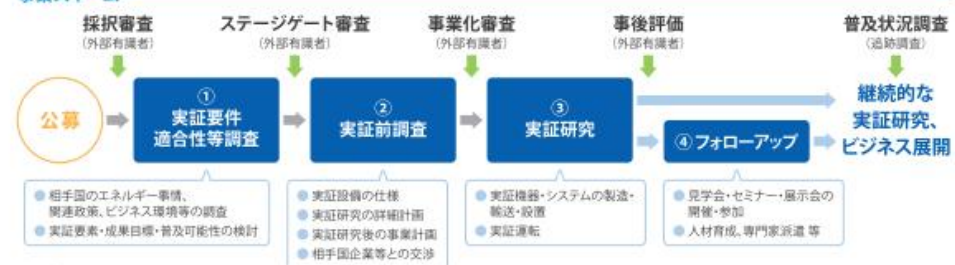 採択審査
(外部有識者)
ステージゲート審査
(外部有識者)
事業化審査
(外部有識者)
事後評価
(外部有識者)
普及状況調査
(追跡調査)
公募
①
実証要件
適合性等調査
②
実証前調査
③
実証研究
④フォローアップ
継続的な
実証研究、
ビジネス展開
相手国のエネルギー事情、
関連政策、ビジネス環境等の調査
実証要素・成果目標・普及可能性の検討
実証設備の仕様
実証研究の詳細計画
実証研究後の事業計画
相手国企業等との交渉
実証機器・システムの製造・
輸送・設置
実証運転
見学会・セミナー・展示会の
開催・参加
人材育成、専門家派遣 等